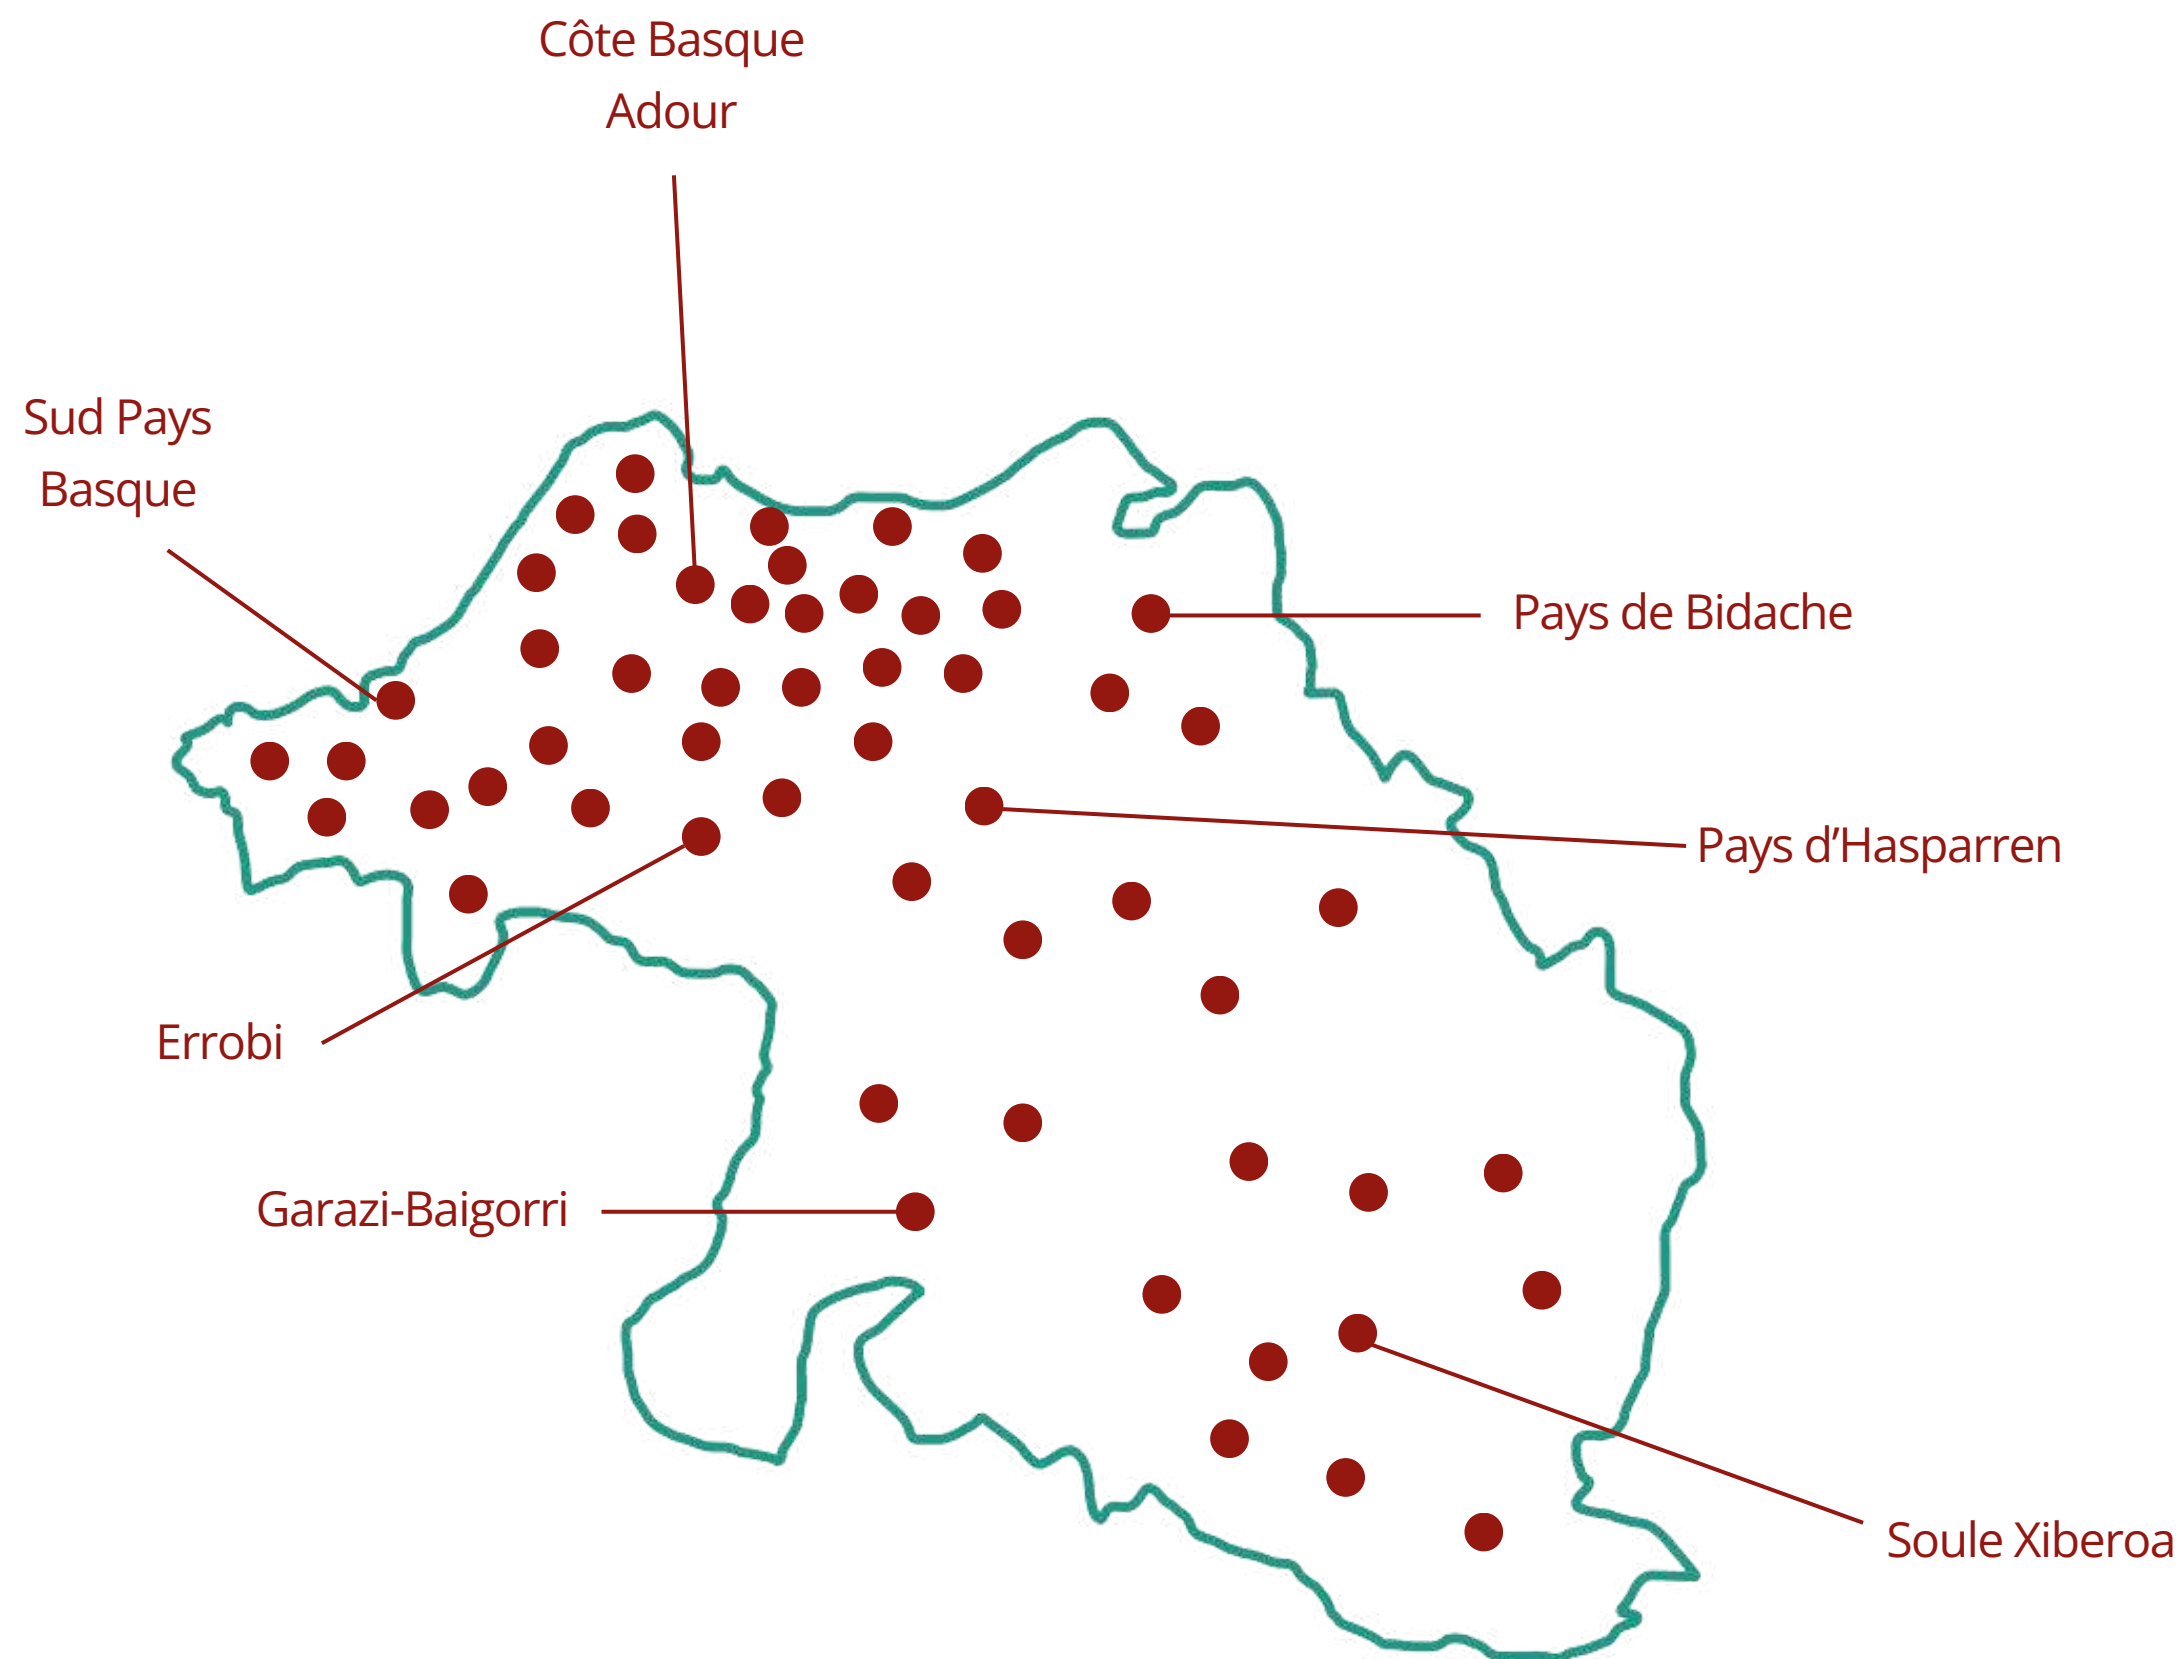 Côte Basque
Adour
Sud Pays
Basque
Pays de Bidache
Pays d’Hasparren
Errobi
Garazi-Baigorri
Soule Xiberoa